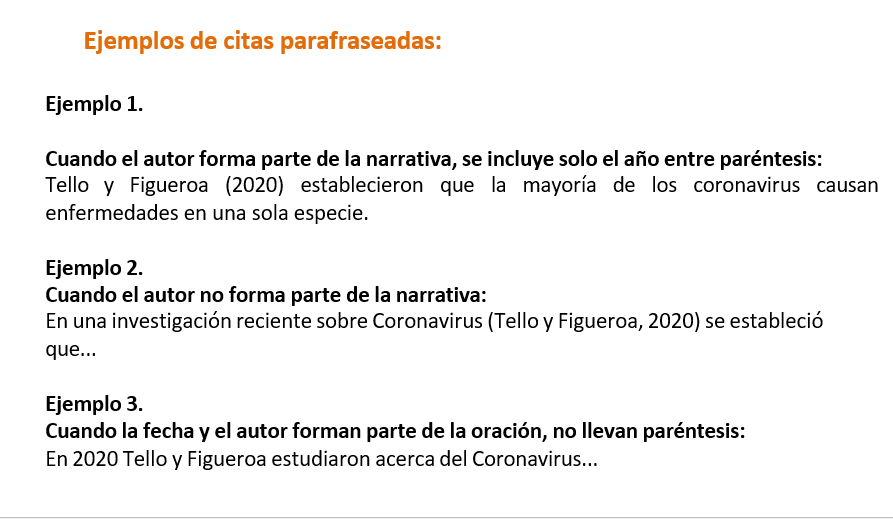 Ejemplos de citas parafraseadas:
Ejemplo 1.
Cuando el autor forma parte de la narrativa, se incluye solo el año entre paréntesis:
Tello y Figueroa (2020) establecieron que la mayoría de los coronavirus causan
enfermedades en una sola especie.
Ejemplo 2.
Cuando el autor no forma parte de la narrativa:
En una investigación reciente sobre Coronavirus (Tello y Figueroa, 2020) se estableció
que...
Ejemplo 3.
Cuando la fecha y el autor forman parte de la oración, no llevan paréntesis:
En 2020 Tello y Figueroa estudiaron acerca del Coronavirus...